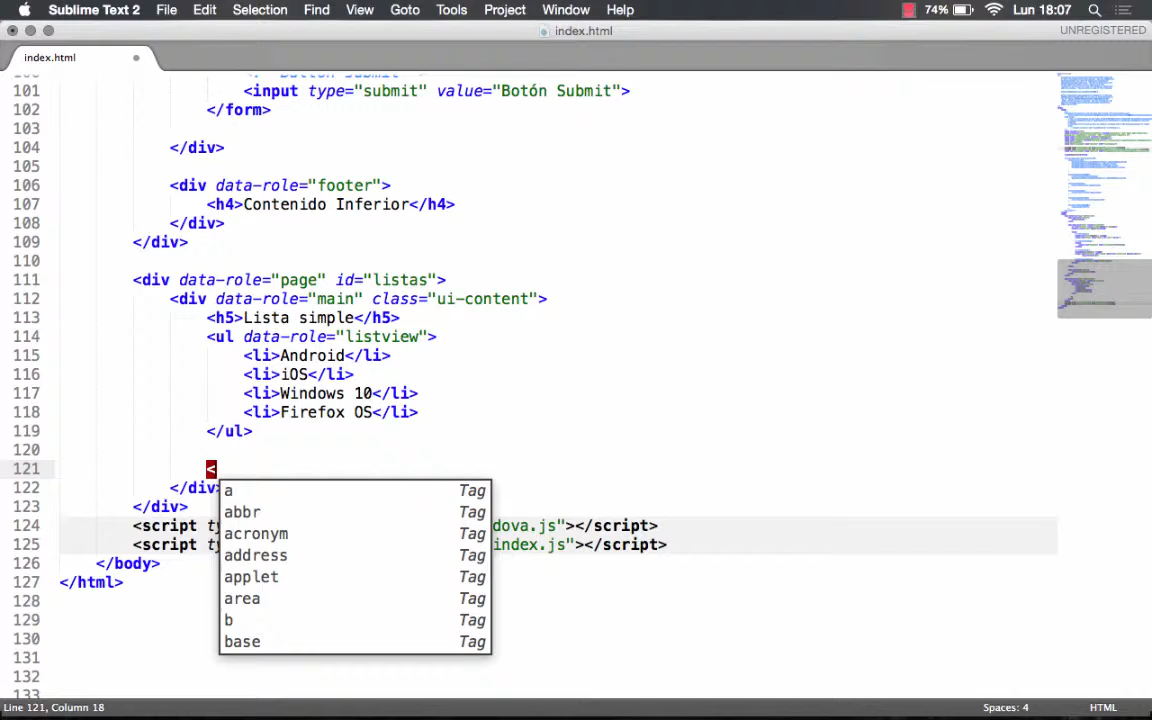 Sublime Text 2 File Edit Selection Find View Goto Tools Project Window Help 74% Lun 18:07
index.html UNREGISTERED
index.html
101 <input type="submit" value="Botón Submit">
102 </form>
103
104 </div>
105
106 <div data-role="footer">
107 <h4>Contenido Inferior</h4>
108 </div>
109 </div>
110
111 <div data-role="page" id="listas">
112 <div data-role="main" class="ui-content">
113 <h5>Lista simple</h5>
114 <ul data-role="listview">
115 <li>Android</li>
116 <li>iOS</li>
117 <li>Windows 10</li>
118 <li>Firefox OS</li>
119 </ul>
120
121 <
122 </div
a Tag
123 </div>
abbr Tag
124 <script ty dova.js"></script>
acronym Tag
125 <script ty index.js"></script>
address Tag
126 </body>
applet Tag
127 </html>
area Tag
128
b Tag
129
base Tag
130
131
132
133
Line 121, Column 18 Spaces: 4 HTML